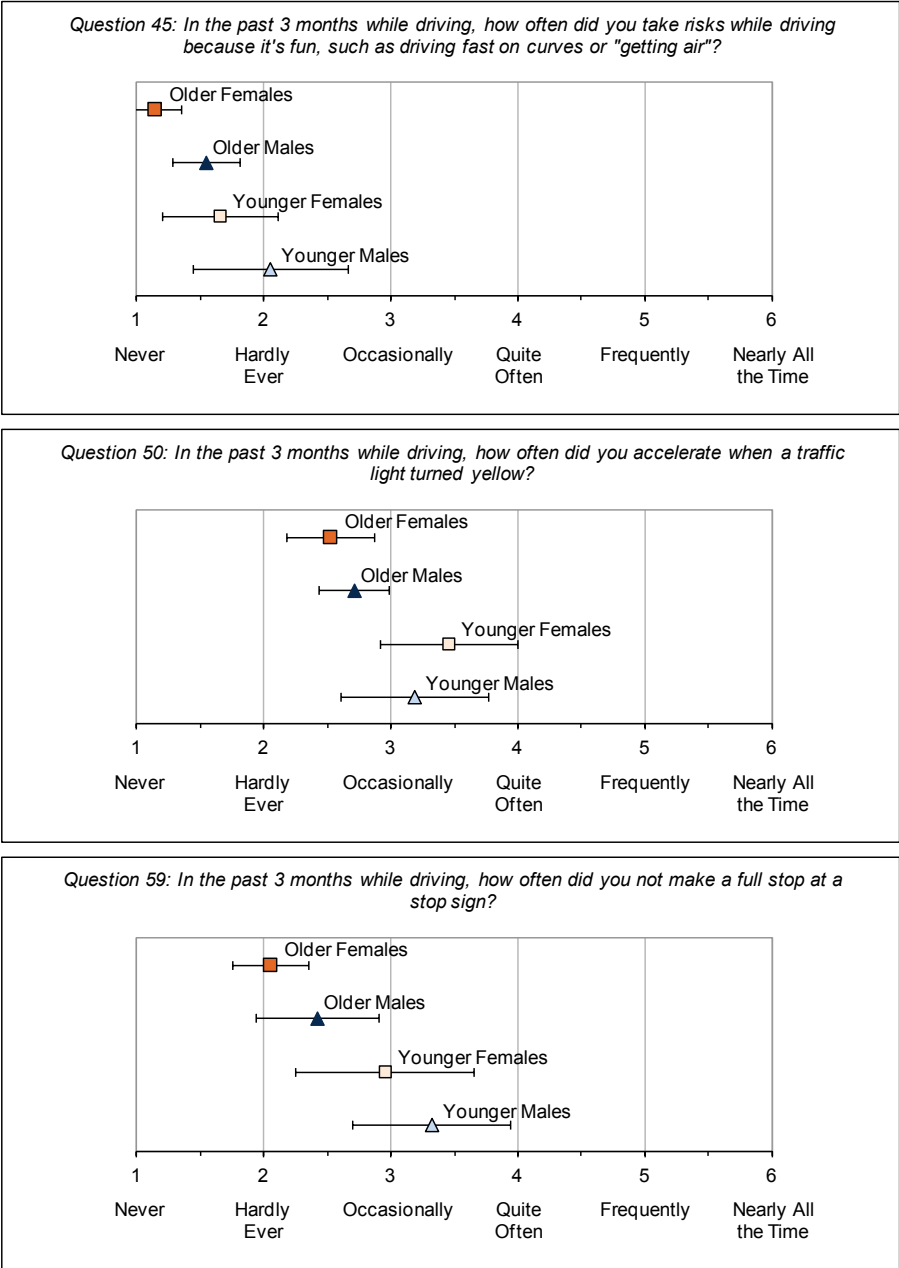 Question 45: In the past 3 months while driving, how often did you take risks while driving
because it's fun, such as driving fast on curves or "getting air"?
Older Females
Older Males
Younger Females
Younger Males
1 2 3 4 5 6
Never Hardly Occasionally Quite Frequently Nearly All
Ever Often the Time
Question 50: In the past 3 months while driving, how often did you accelerate when a traffic
light turned yellow?
Older Females
Older Males
Younger Females
Younger Males
1 2 3 4 5 6
Never Hardly Occasionally Quite Frequently Nearly All
Ever Often the Time
Question 59: In the past 3 months while driving, how often did you not make a full stop at a
stop sign?
Older Females
Older Males
Younger Females
Younger Males
1 2 3 4 5 6
Never Hardly Occasionally Quite Frequently Nearly All
Ever Often the Time